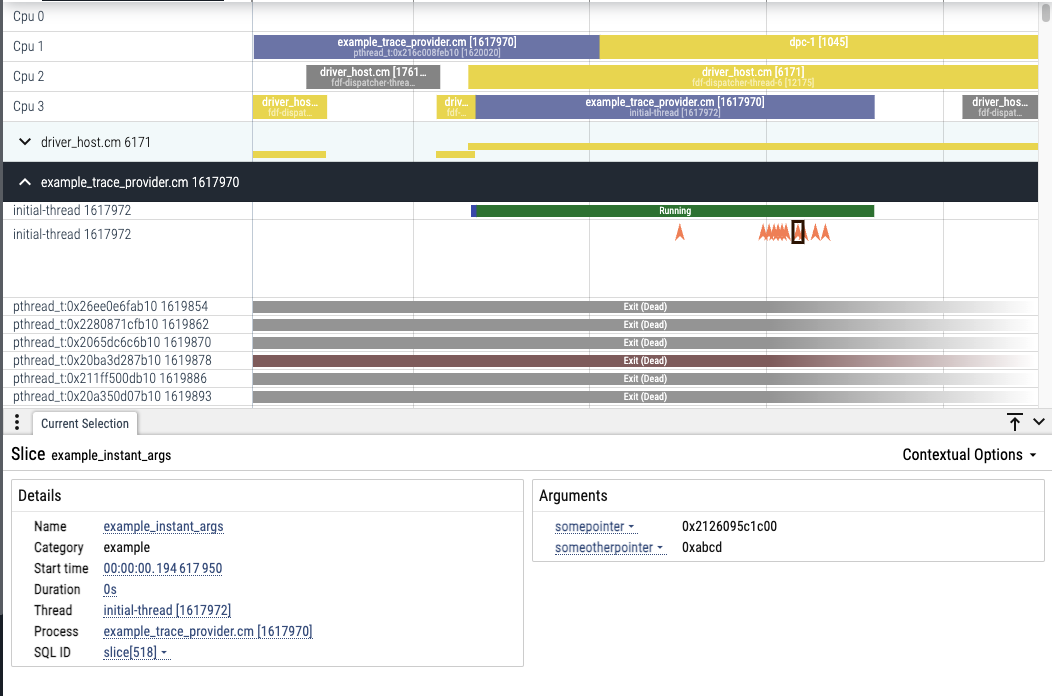 Cpu 0
Cpu 1
example_trace_provider.cm [1617970]
pthread_t:0x216c008feb10 [1620020]
dpc-1 [1045]
Cpu 2
driver_host.cm [1761...
fdf-dispatcher-threa...
driver_host.cm [6171]
fdf-dispatcher-thread-6 [12175]
Cpu 3
driver_hos...
fdf-dispat...
driv...
fdf-...
example_trace_provider.cm [1617970]
initial-thread [1617972]
driver_hos...
fdf-dispat...
driver_host.cm 6171
example_trace_provider.cm 1617970
initial-thread 1617972
Running
initial-thread 1617972
pthread_t:0x26ee0e6fab10 1619854
Exit (Dead)
pthread_t:0x2280871cfb10 1619862
Exit (Dead)
pthread_t:0x2065dc6c6b10 1619870
Exit (Dead)
pthread_t:0x20ba3d287b10 1619878
Exit (Dead)
pthread_t:0x211ff500db10 1619886
Exit (Dead)
pthread_t:0x20a350d07b10 1619893
Exit (Dead)
Current Selection
Slice example_instant_args
Contextual Options
Details
Name example_instant_args
Category example
Start time 00:00:00. 194 617 950
Duration 0s
Thread initial-thread [1617972]
Process example_trace_provider.cm [1617970]
SQL ID slice[518]
Arguments
somepointer 0x2126095c1c00
someotherpointer 0xabcd